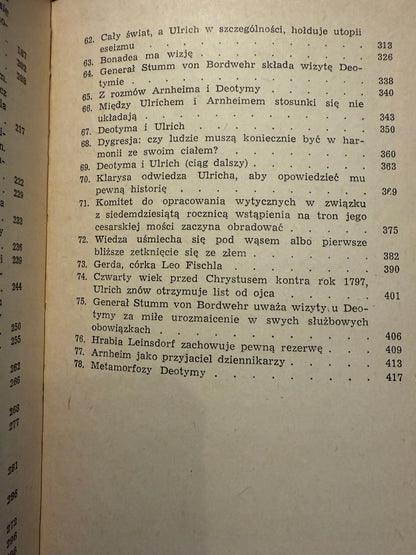 62. Cały świat, a Ulrich w szczególności, hołduje utopii
eseizmu . . . . . . . . . 313
63. Bonadea ma wizję . . . . . . . 326
64. Generał Stumm von Bordwehr składa wizytę Deo-
tymie . . . . . . . . . . 338
65. Z rozmów Arnheima i Deotymy . . . . 340
66. Między Ulrichem i Arnheimem stosunki się nie
układają . . . . . . . . . 343
67. Deotyma i Ulrich . . . . . . . 350
68. Dygresja: czy ludzie muszą koniecznie być w har-
monii ze swoim ciałem? . . . . . . 360
69. Deotyma i Ulrich (ciąg dalszy) . . . . 363
70. Klarysa odwiedza Ulricha, aby opowiedzieć mu
pewną historię . . . . . . . . 369
71. Komitet do opracowania wytycznych w związku
z siedemdziesiątą rocznicą wstąpienia na tron jego
cesarskiej mości zaczyna obradować . . . . 375
72. Wiedza uśmiecha się pod wąsem albo pierwsze
bliższe zetknięcie się ze złem . . . . . 382
73. Gerda, córka Leo Fischla . . . . . . 390
74. Czwarty wiek przed Chrystusem kontra rok 1797,
Ulrich znów otrzymuje list od ojca . . . . 401
75. Generał Stumm von Bordwehr uważa wizyty u Deo-
tymy za miłe urozmaicenie w swych służbowych
obowiązkach . . . . . . . . 406
76. Hrabia Leinsdorf zachowuje pewną rezerwę . . 409
77. Arnheim jako przyjaciel dziennikarzy . . . 413
78. Metamorfozy Deotymy . . . . . . 417